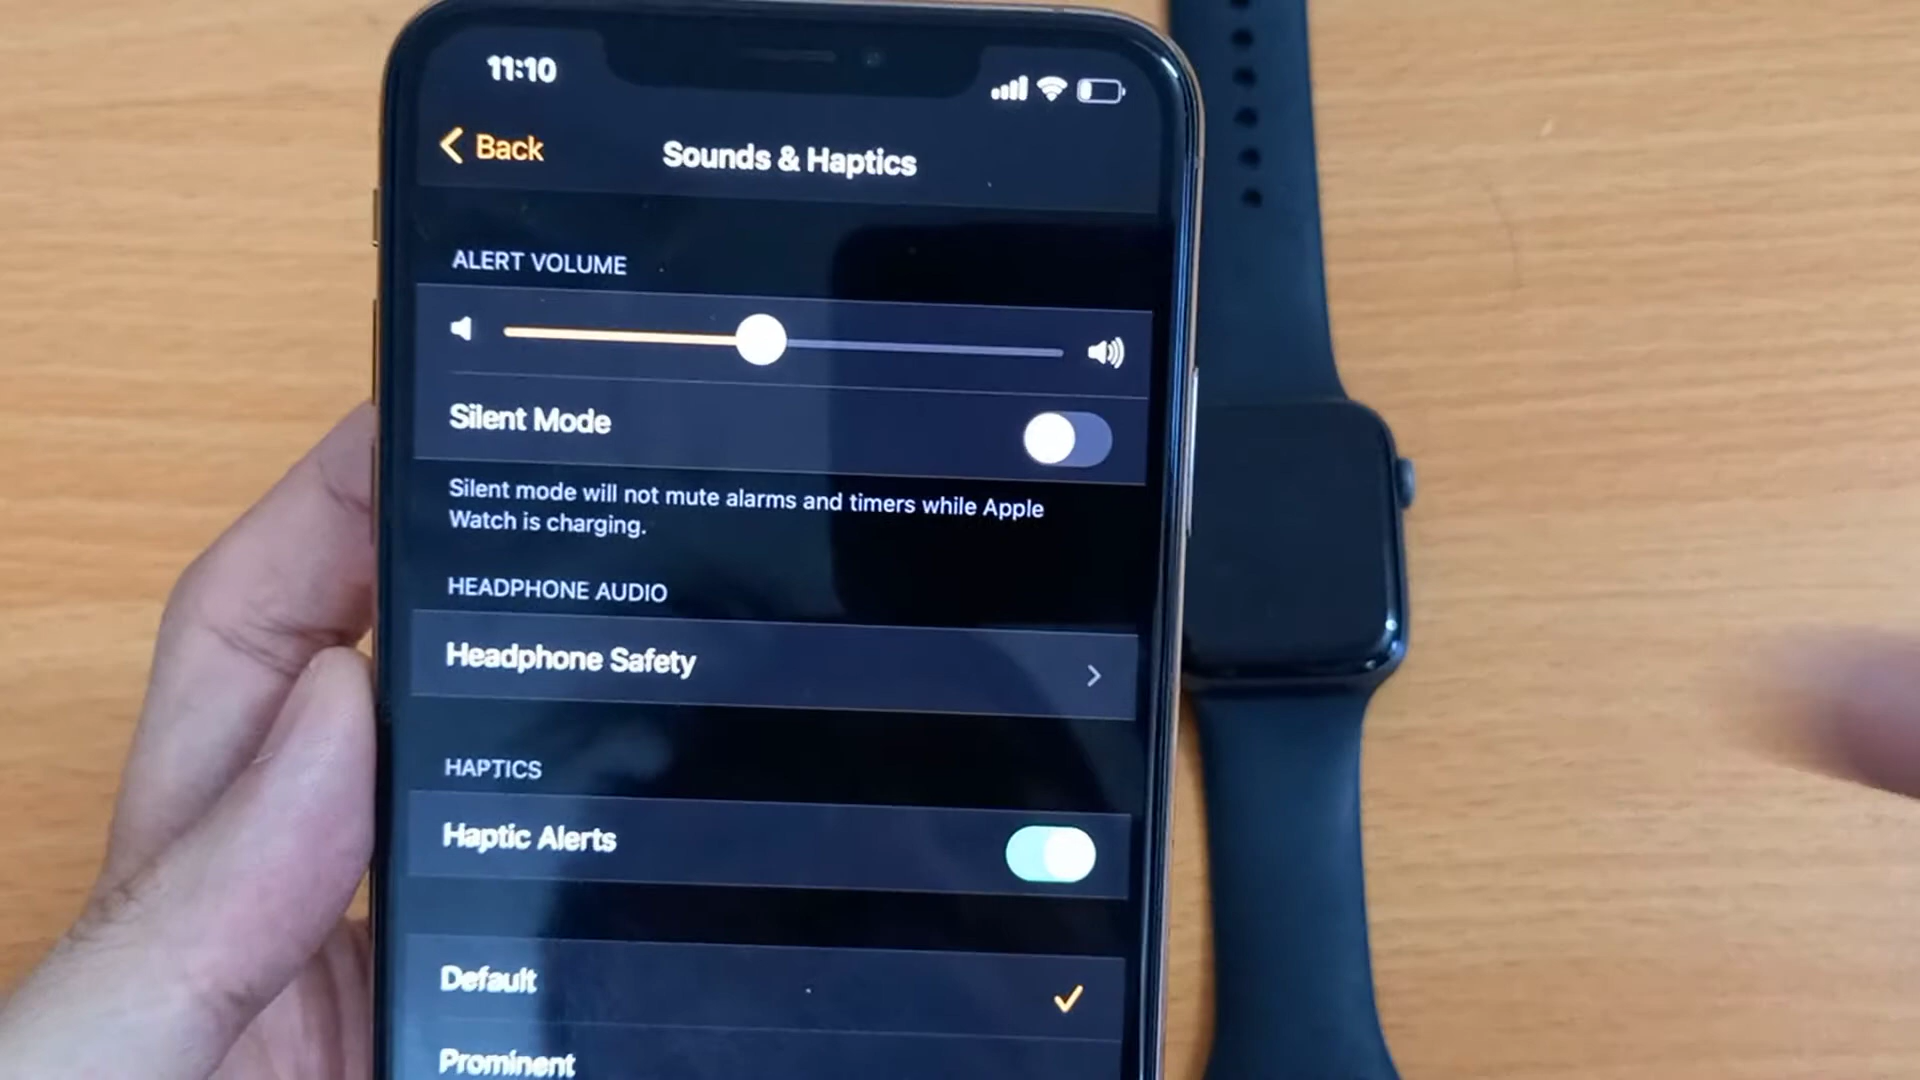 11:10
Back
Sounds & Haptics
ALERT VOLUME
Silent Mode
Silent mode will not mute alarms and timers while Apple
Watch is charging.
HEADPHONE AUDIO
Headphone Safety
HAPTICS
Haptic Alerts
Default
Prominent